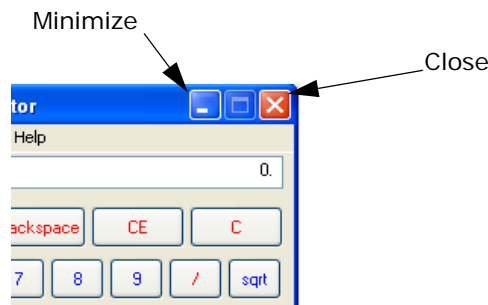 Minimize
Close
tor
Help
0.
ackspace CE C
7 8 9 / sqrt